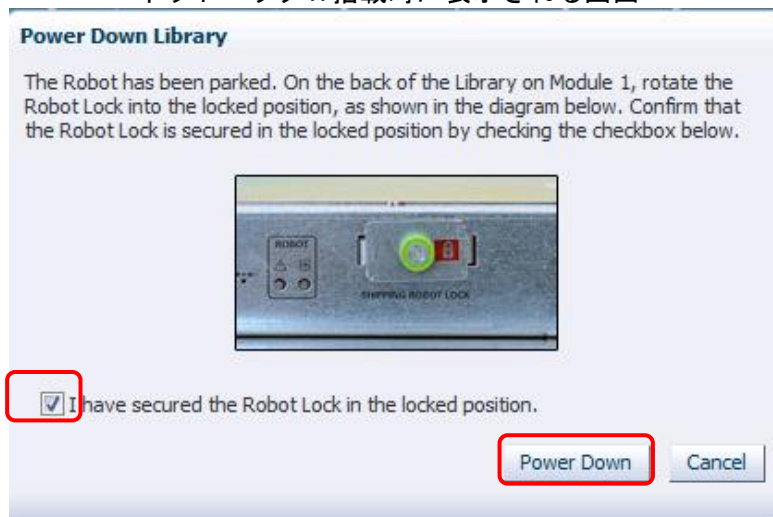 Power Down Library
The Robot has been parked. On the back of the Library on Module 1, rotate the
Robot Lock into the locked position, as shown in the diagram below. Confirm that
the Robot Lock is secured in the locked position by checking the checkbox below.
ROBOT
SHIPPING ROBOT LOCK
I have secured the Robot Lock in the locked position.
Power Down
Cancel